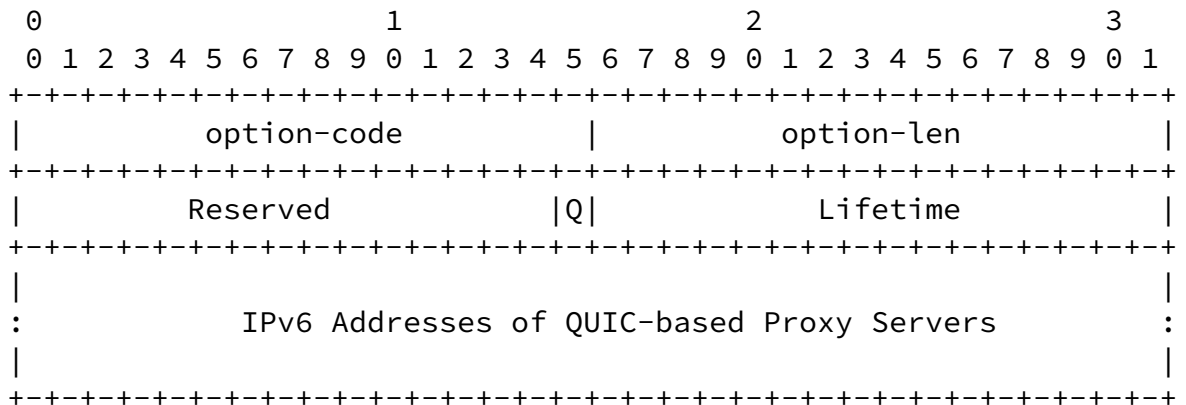 0                   1                   2                   3
 0 1 2 3 4 5 6 7 8 9 0 1 2 3 4 5 6 7 8 9 0 1 2 3 4 5 6 7 8 9 0 1
+-+-+-+-+-+-+-+-+-+-+-+-+-+-+-+-+-+-+-+-+-+-+-+-+-+-+-+-+-+-+-+-+
|          option-code          |          option-len           |
+-+-+-+-+-+-+-+-+-+-+-+-+-+-+-+-+-+-+-+-+-+-+-+-+-+-+-+-+-+-+-+-+
|         Reserved            |Q|            Lifetime           |
+-+-+-+-+-+-+-+-+-+-+-+-+-+-+-+-+-+-+-+-+-+-+-+-+-+-+-+-+-+-+-+-+
|                                                               |
:            IPv6 Addresses of QUIC-based Proxy Servers         :
|                                                               |
+-+-+-+-+-+-+-+-+-+-+-+-+-+-+-+-+-+-+-+-+-+-+-+-+-+-+-+-+-+-+-+-+